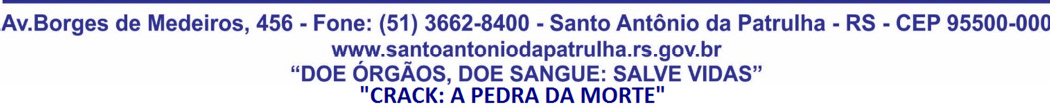 Av.Borges de Medeiros, 456 - Fone: (51) 3662-8400 - Santo Antônio da Patrulha - RS - CEP 95500-000
www.santoantoniodapatrulha.rs.gov.br
“DOE ÓRGÃOS, DOE SANGUE: SALVE VIDAS”
"CRACK: A PEDRA DA MORTE"